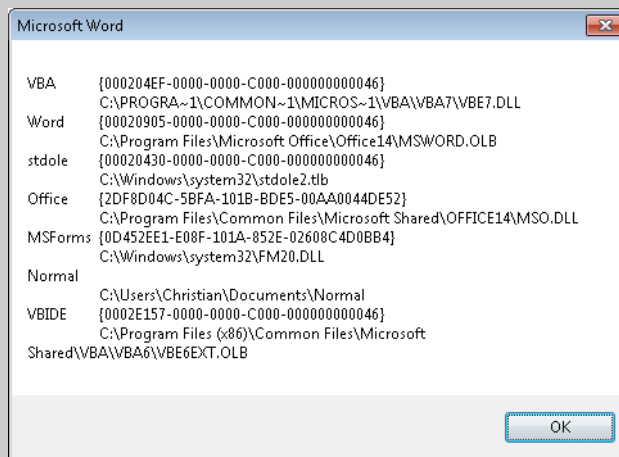 Microsoft Word
VBA {000204EF-0000-0000-C000-000000000046}
C:\PROGRA~1\COMMON~1\MICROS~1\VBA\VBA7\VBE7.DLL
Word {00020905-0000-0000-C000-000000000046}
C:\Program Files\Microsoft Office\Office14\MSWORD.OLB
stdole {00020430-0000-0000-C000-000000000046}
C:\Windows\system32\stdole2.tlb
Office {2DF8D04C-5BFA-101B-BDE5-00AA0044DE52}
C:\Program Files\Common Files\Microsoft Shared\OFFICE14\MSO.DLL
MSForms {0D452EE1-E08F-101A-852E-02608C4D0BB4}
C:\Windows\system32\FM20.DLL
Normal
C:\Users\Christian\Documents\Normal
VBIDE {0002E157-0000-0000-C000-000000000046}
C:\Program Files (x86)\Common Files\Microsoft
Shared\VBA\VBA6\VBE6EXT.OLB
OK